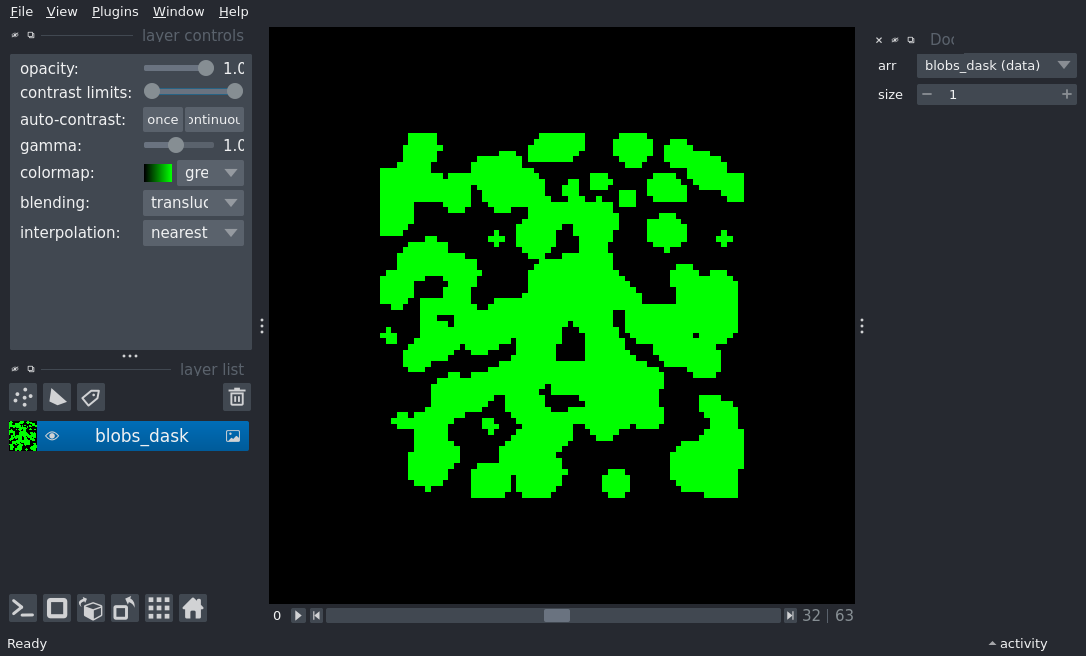 File View Plugins Window Help
layer controls
opacity: 1.0
contrast limits:
auto-contrast: once ontinuou
gamma: 1.0
colormap: gre
blending: transluc
interpolation: nearest
layer list
blobs_dask
0 32 | 63
Ready
Doc
arr blobs_dask (data)
size 1
activity